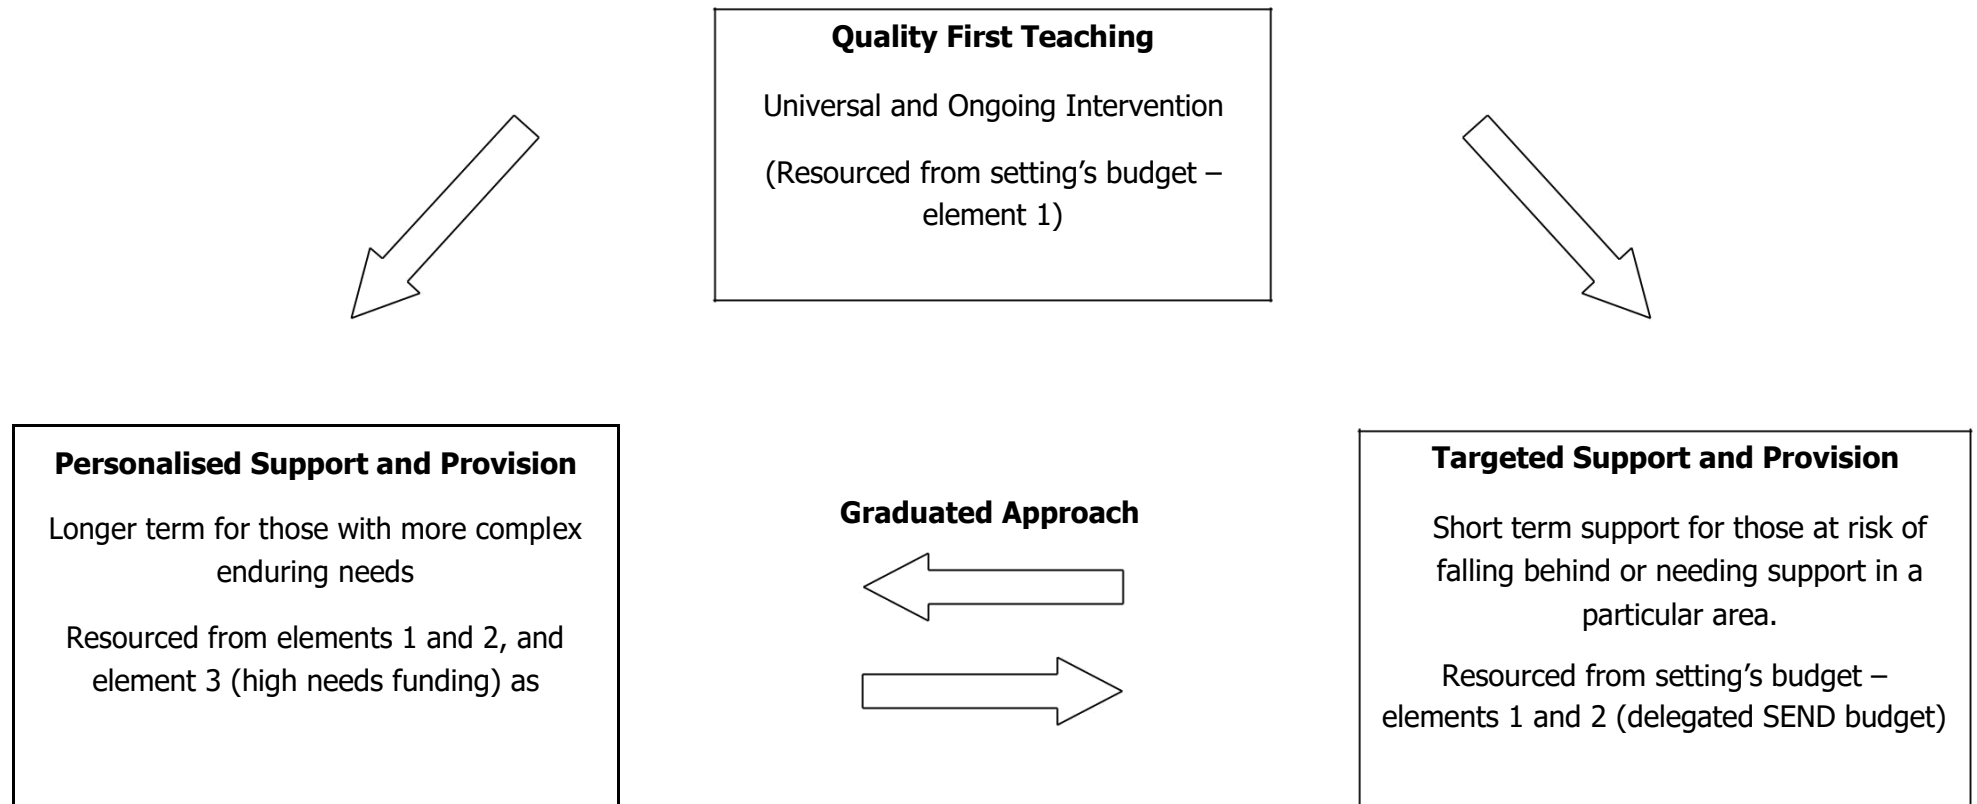 Quality First Teaching
Universal and Ongoing Intervention
(Resourced from setting’s budget –
element 1)
Personalised Support and Provision
Longer term for those with more complex
enduring needs
Resourced from elements 1 and 2, and
element 3 (high needs funding) as
Graduated Approach
Targeted Support and Provision
Short term support for those at risk of
falling behind or needing support in a
particular area.
Resourced from setting’s budget –
elements 1 and 2 (delegated SEND budget)